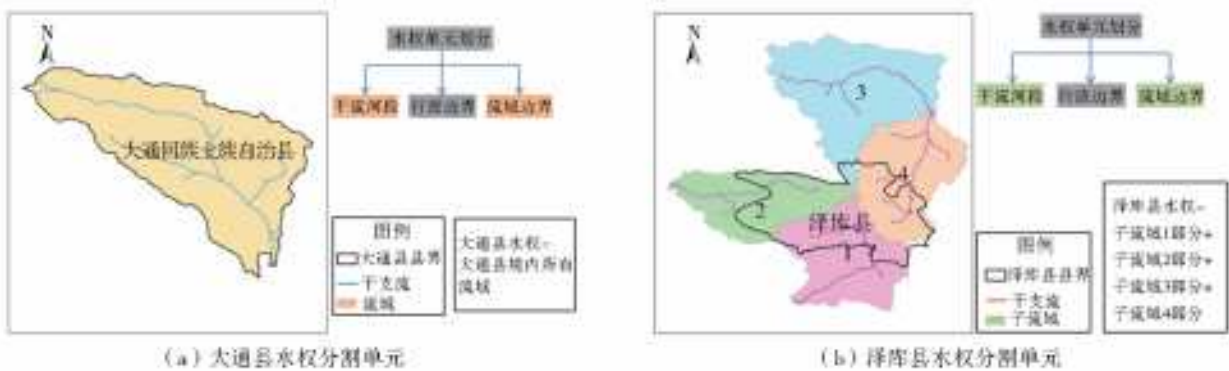 N
水权单元划分
干流河段 行政边界 流域边界
大通回族土族自治县
图例
大通县县界
干支流
流域
大通县水权=
大通县境内所有
流域
(a)大通县水权分割单元
N
水权单元划分
干流河段 行政边界 流域边界
3
4
2
泽库县
1
图例
泽库县县界
干支流
子流域
泽库县水权=
子流域1部分+
子流域2部分+
子流域3部分+
子流域4部分
(b)泽库县水权分割单元